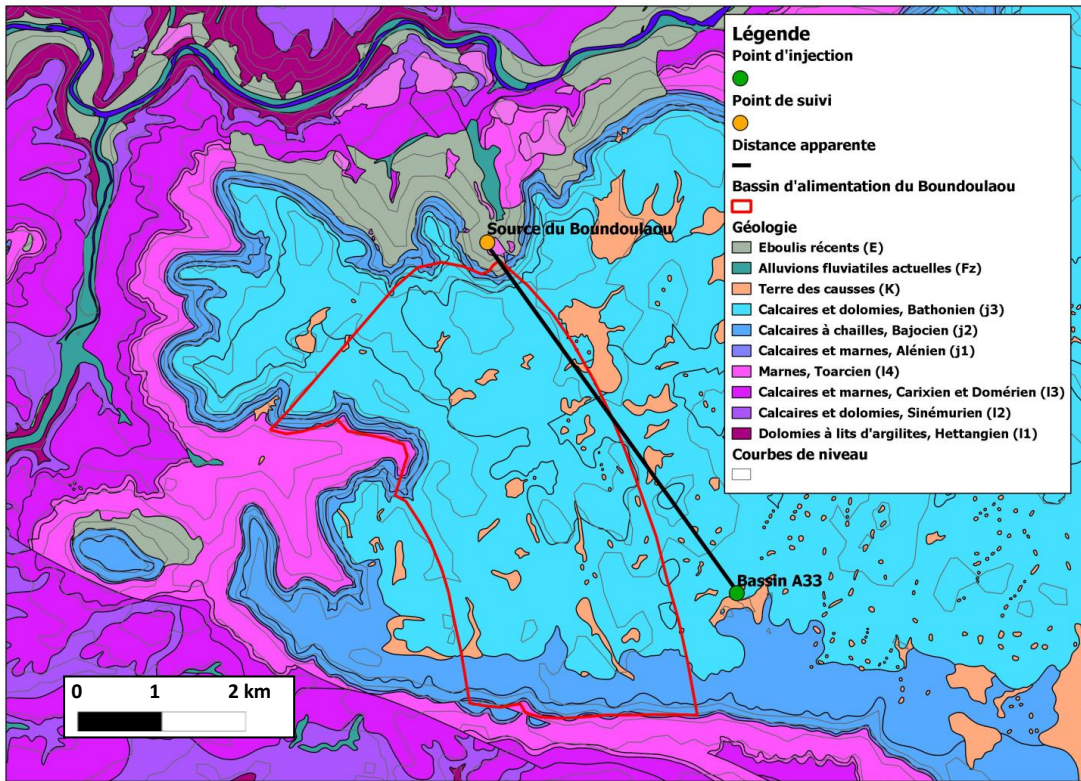 Légende
Point d'injection
Point de suivi
Distance apparente
Bassin d'alimentation du Boundoulaou
Géologie
Eboulis récents (E)
Alluvions fluviatiles actuelles (Fz)
Terre des causses (K)
Calcaires et dolomies, Bathonien (j3)
Calcaires à chailles, Bajocien (j2)
Calcaires et marnes, Alénien (j1)
Marnes, Toarcien (l4)
Calcaires et marnes, Carixien et Domérien (l3)
Calcaires et dolomies, Sinémurien (l2)
Dolomies à lits d'argilites, Hettangien (l1)
Courbes de niveau
Source du Boundoulaou
Bassin A33
0 1 2 km